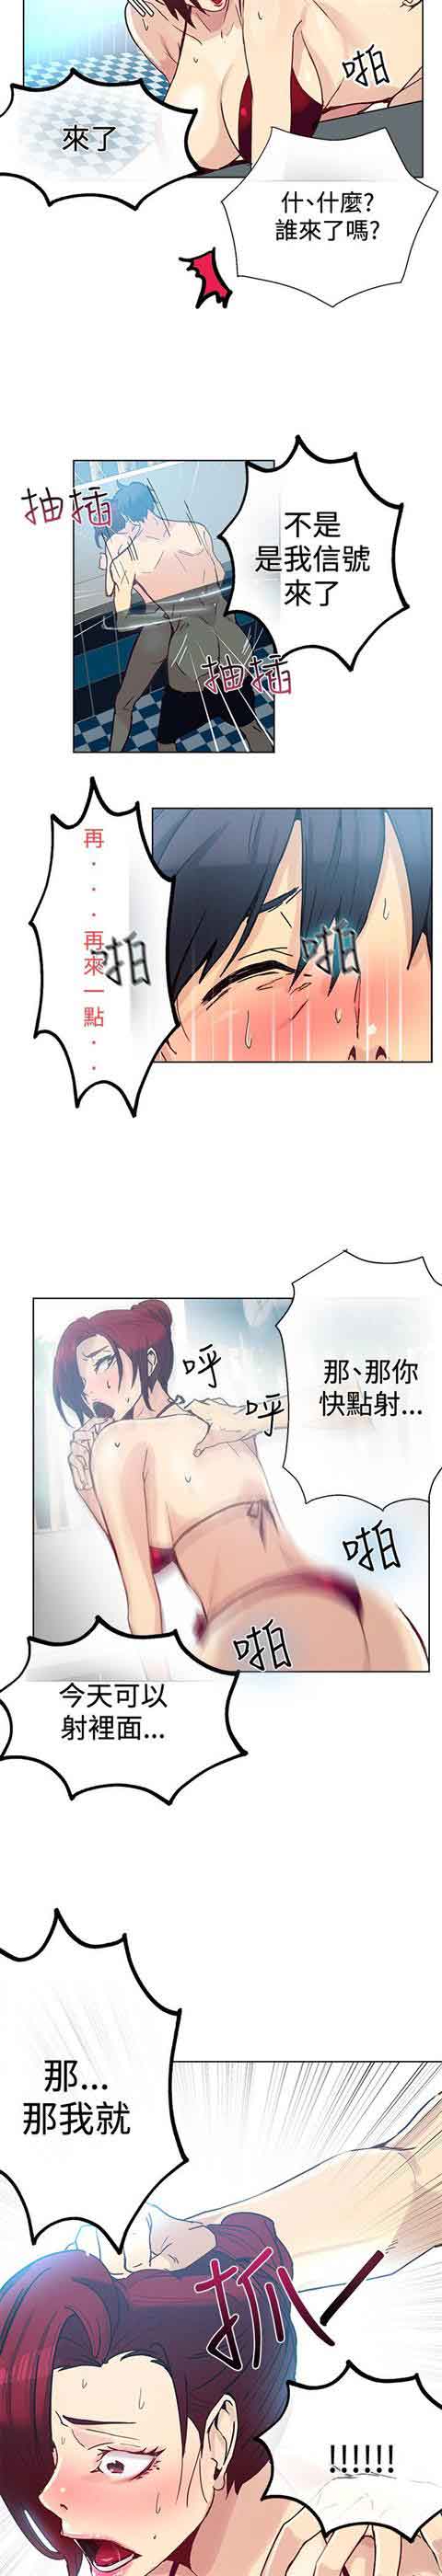 啪
來了
什、什麼?
誰來了嗎?
抽插
不是
是我信號
來了
抽插
再...再來一點..
啪
啪
那、那你
快點射...
呼
呼
啪
啪
今天可以
射裡面...
那...
那我就
抓
!!!!!!